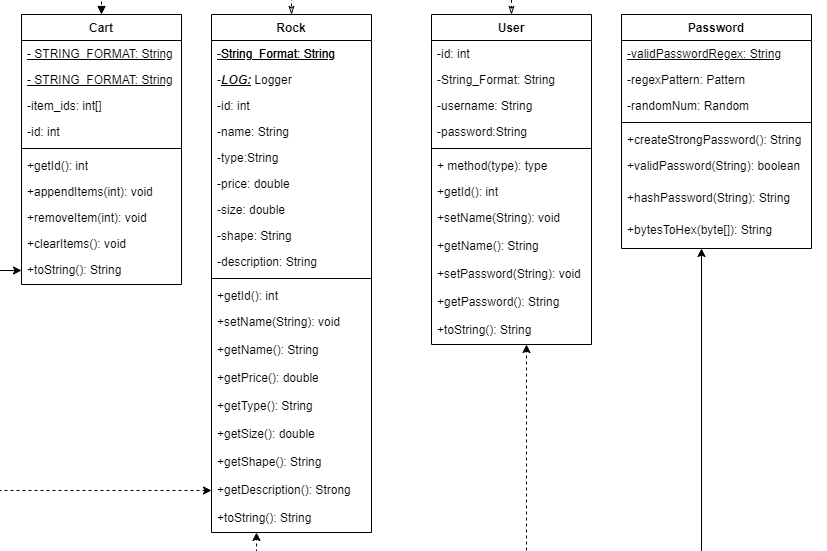 Cart
- STRING_FORMAT: String
- STRING_FORMAT: String
-item_ids: int[]
-id: int
+getId(): int
+appendItems(int): void
+removeItem(int): void
+clearItems(): void
+toString(): String
Rock
-String_Format: String
-LOG: Logger
-id: int
-name: String
-type:String
-price: double
-size: double
-shape: String
-description: String
+getId(): int
+setName(String): void
+getName(): String
+getPrice(): double
+getType(): String
+getSize(): double
+getShape(): String
+getDescription(): Strong
+toString(): String
User
-id: int
-String_Format: String
-username: String
-password:String
+ method(type): type
+getId(): int
+setName(String): void
+getName(): String
+setPassword(String): void
+getPassword(): String
+toString(): String
Password
-validPasswordRegex: String
-regexPattern: Pattern
-randomNum: Random
+createStrongPassword(): String
+validPassword(String): boolean
+hashPassword(String): String
+bytesToHex(byte[]): String